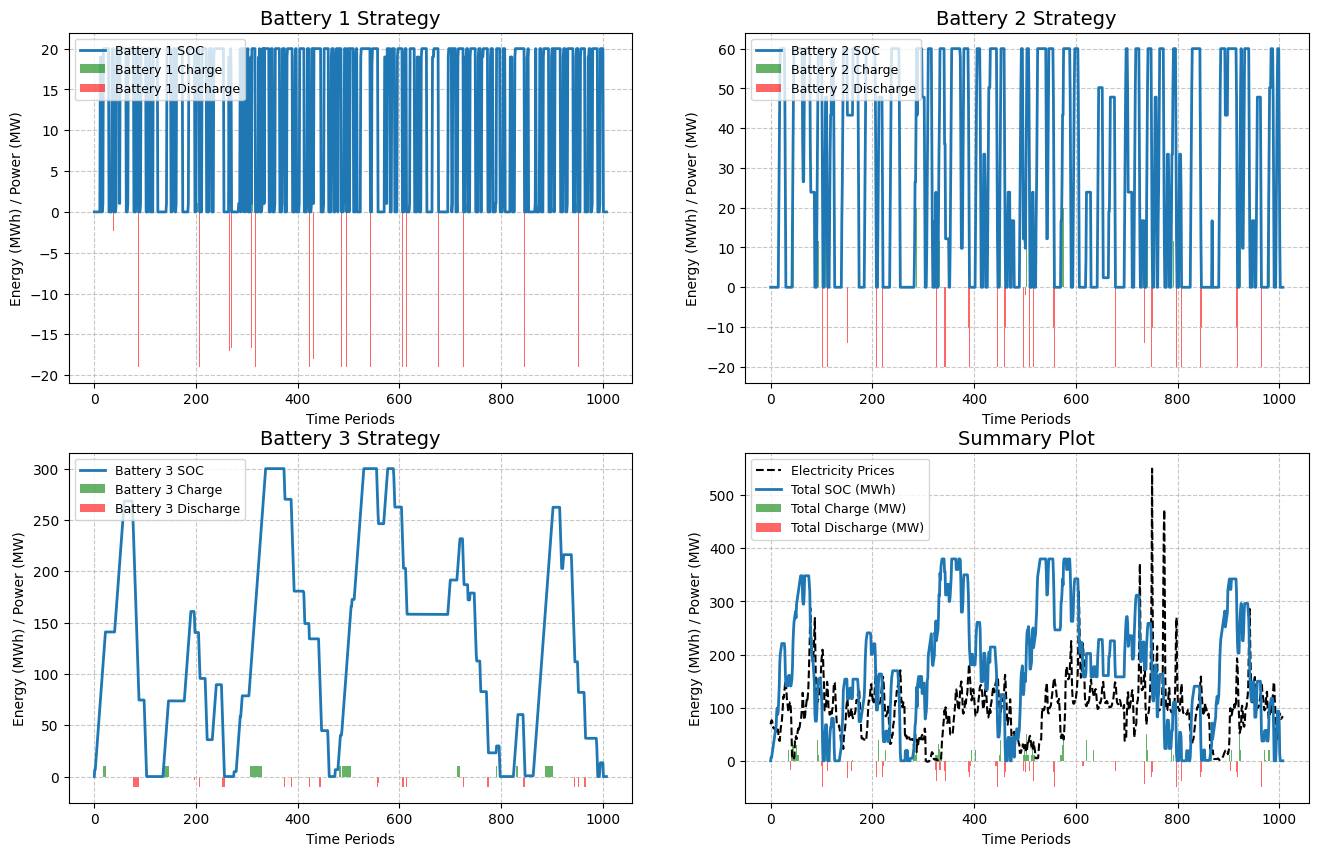 Battery 1 Strategy
Battery 1 SOC
Battery 1 Charge
Battery 1 Discharge
Energy (MWh) / Power (MW)
20
15
10
5
0
−5
−10
−15
−20
0 200 400 600 800 1000
Time Periods
Battery 2 Strategy
Battery 2 SOC
Battery 2 Charge
Battery 2 Discharge
Energy (MWh) / Power (MW)
60
50
40
30
20
10
0
−10
−20
0 200 400 600 800 1000
Time Periods
Battery 3 Strategy
Battery 3 SOC
Battery 3 Charge
Battery 3 Discharge
Energy (MWh) / Power (MW)
300
250
200
150
100
50
0
0 200 400 600 800 1000
Time Periods
Summary Plot
Electricity Prices
Total SOC (MWh)
Total Charge (MW)
Total Discharge (MW)
Energy (MWh) / Power (MW)
500
400
300
200
100
0
0 200 400 600 800 1000
Time Periods